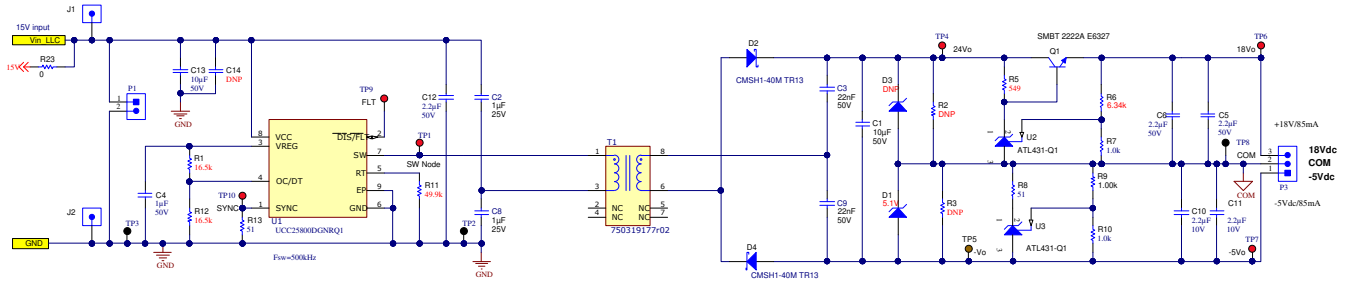 J1
15V input
Vin_LLC
15V
R23
0
P1
1
2
C13
10µF
50V
C14
DNP
GND
C12
2.2µF
50V
C2
1µF
25V
TP9
FLT
TP1
SW Node
8
VCC
3
VREG
4
OC/DT
1
SYNC
DIS/FLT
2
SW
7
RT
5
EP
9
GND
6
U1
UCC25800DGNRQ1
Fsw=500kHz
R1
16.5k
R12
16.5k
C4
1µF
50V
TP10
SYNC
R13
51
R11
49.9k
J2
GND
TP3
GND
TP2
C8
1µF
25V
GND
T1
1
8
3
6
2
NC
NC
5
4
NC
NC
7
750319177r02
D2
CMSH1-40M TR13
D4
CMSH1-40M TR13
C3
22nF
50V
C9
22nF
50V
C1
10µF
50V
D3
DNP
D1
5.1V
R2
DNP
R3
DNP
TP4
24Vo
SMBT 2222A E6327
Q1
R5
549
1
2
3
U2
ATL431-Q1
R6
6.34k
R7
1.0k
R8
51
R9
1.00k
R10
1.0k
1
2
3
U3
ATL431-Q1
TP5
-Vo
TP6
18Vo
C6
2.2µF
50V
C5
2.2µF
50V
TP8
COM
COM
C10
2.2µF
10V
C11
2.2µF
10V
TP7
-5Vo
+18V/85mA
3
2
1
18Vdc
COM
-5Vdc
P3
-5Vdc/85mA